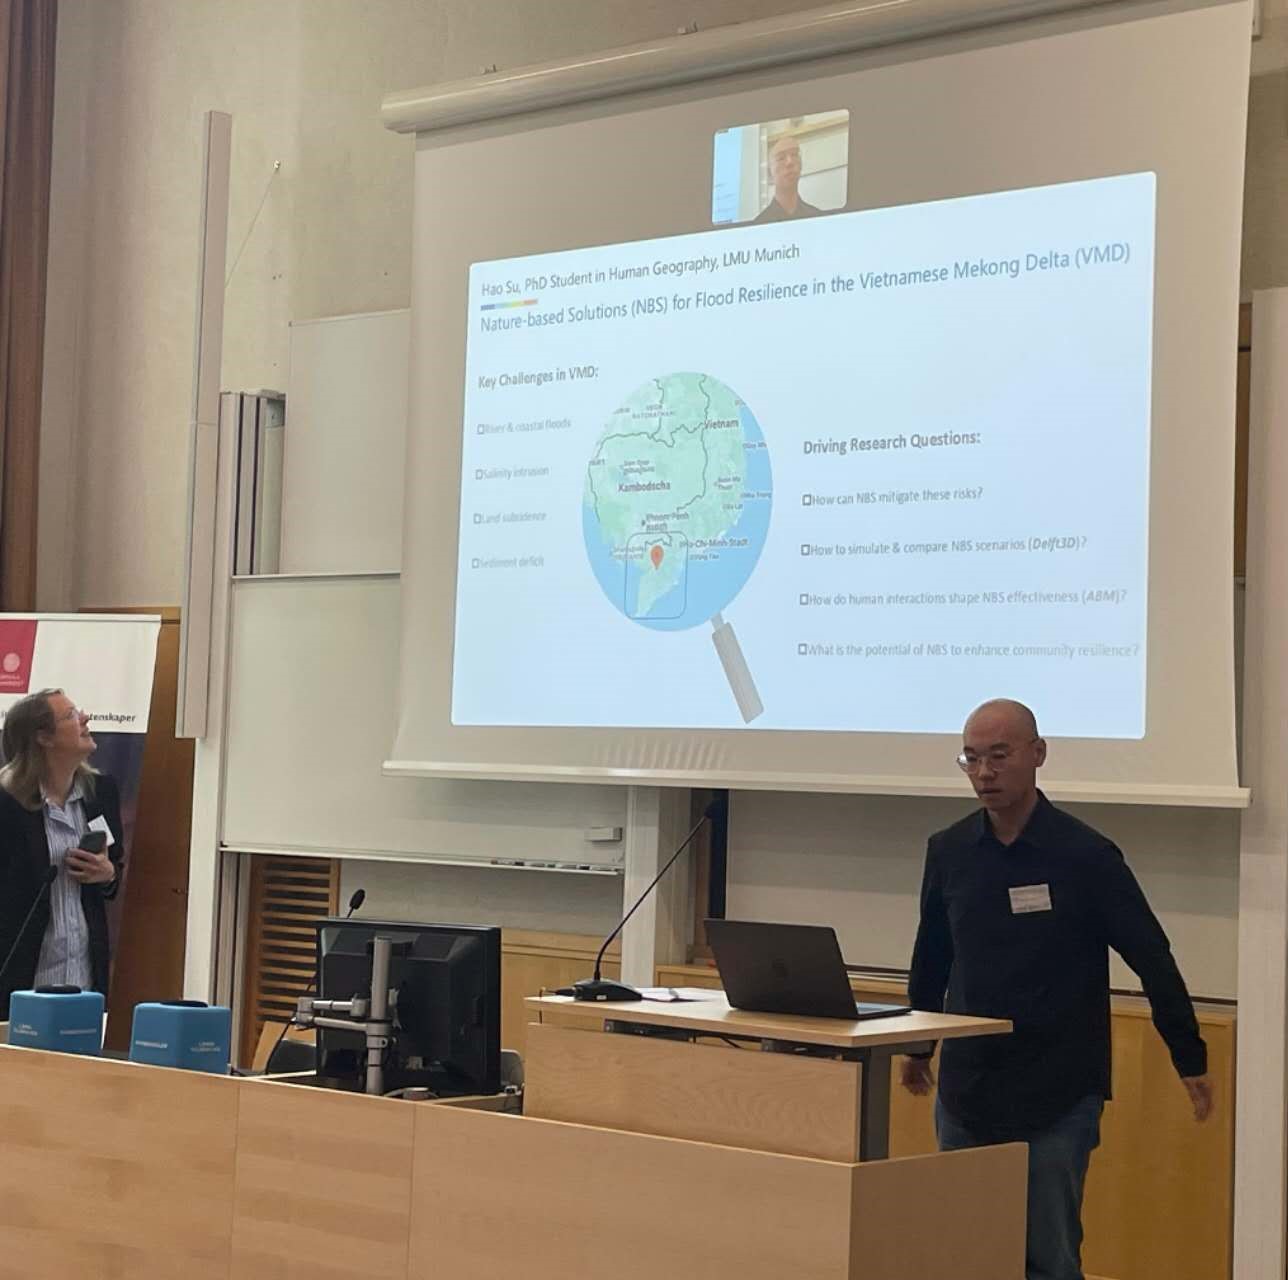 Hao Su, PhD Student in Human Geography, LMU Munich
Nature-based Solutions (NBS) for Flood Resilience in the Vietnamese Mekong Delta (VMD)
Key Challenges in VMD:
River & coastal floods
Salinity intrusion
Land subsidence
Sediment deficit
Vietnam
Kambodscha
Phnom Penh
Ho-Chi-Minh-Stadt
Driving Research Questions:
How can NBS mitigate these risks?
How to simulate & compare NBS scenarios (Delft3D)?
How do human interactions shape NBS effectiveness (ABM)?
What is the potential of NBS to enhance community resilience?